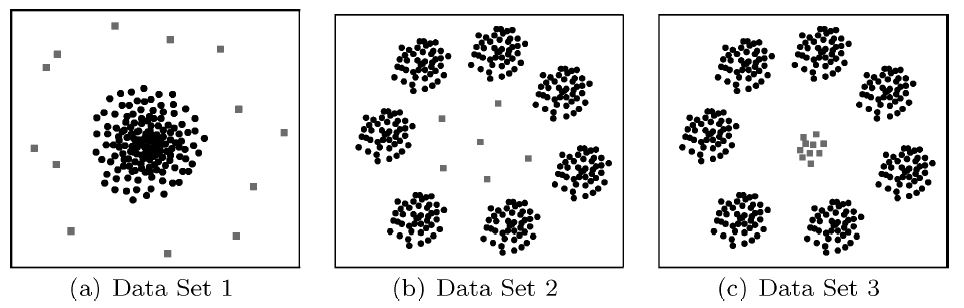 (a) Data Set 1
(b) Data Set 2
(c) Data Set 3